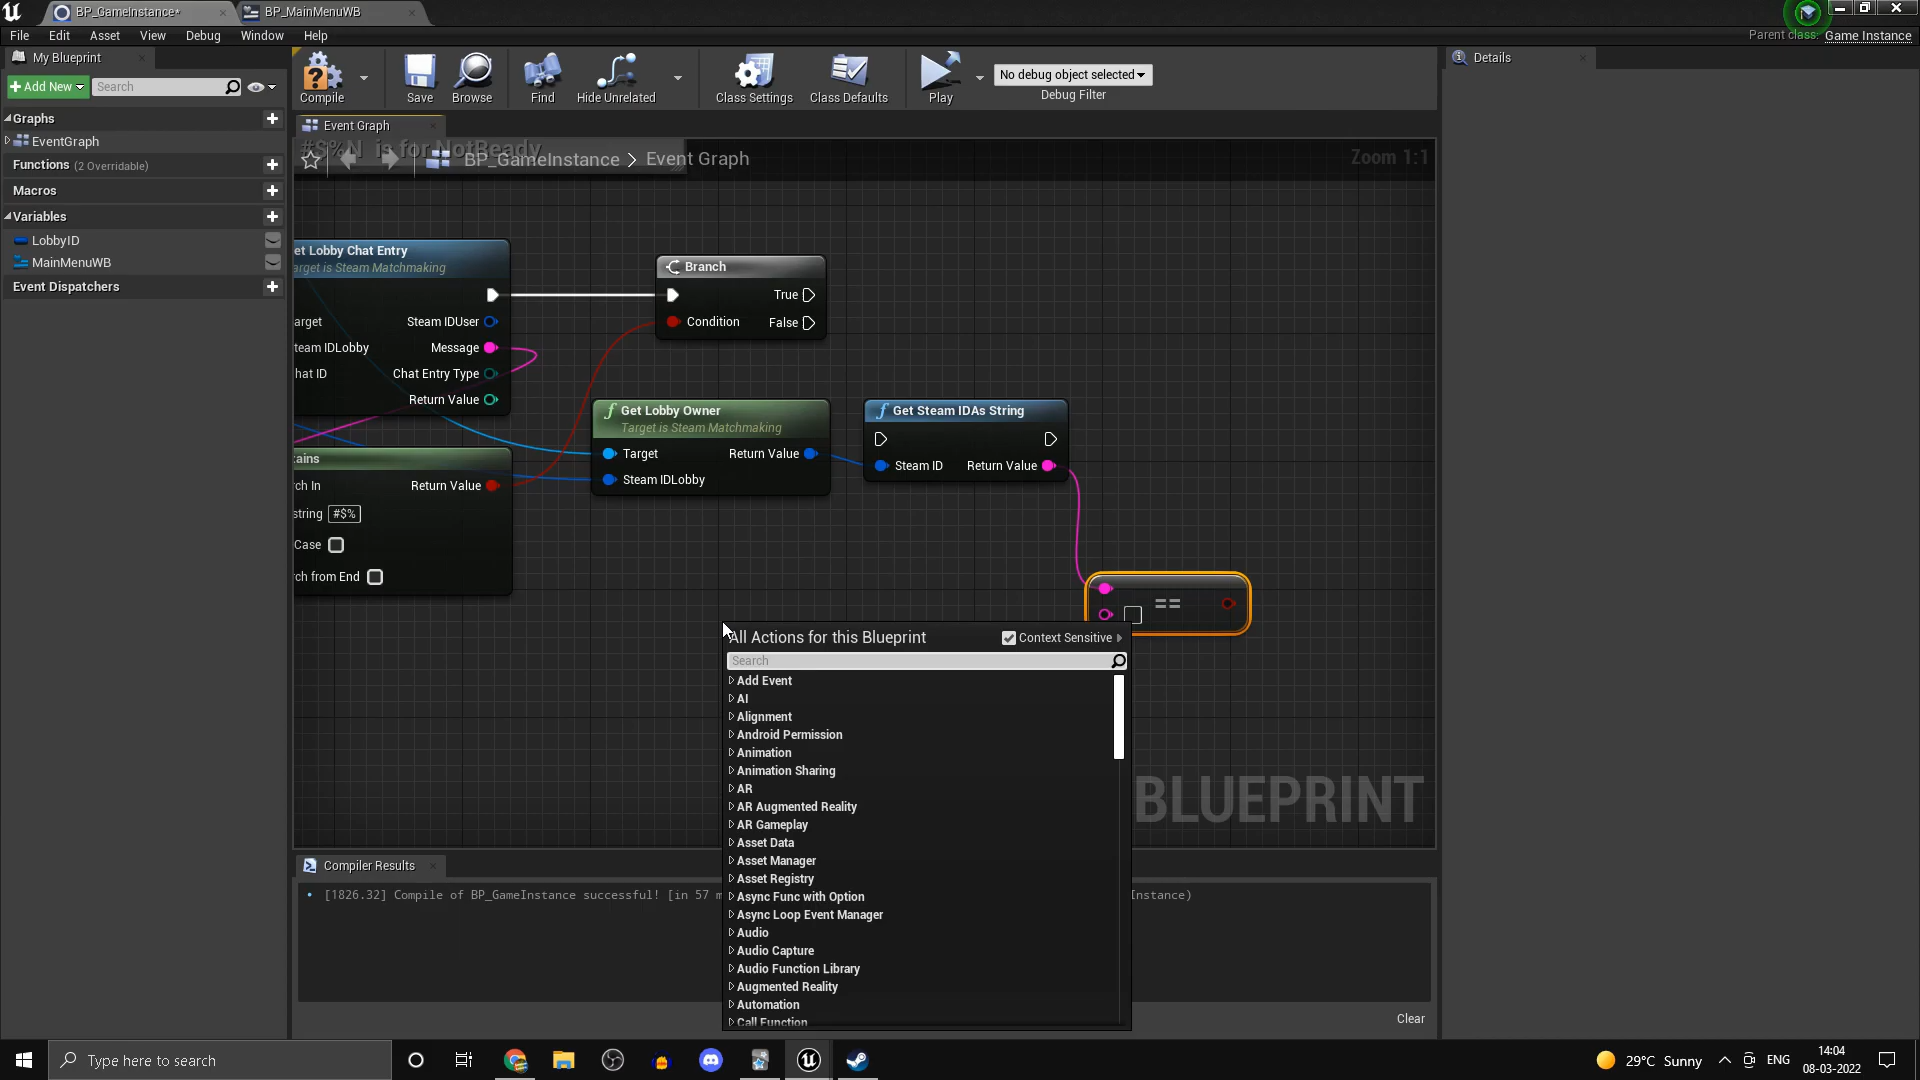 BP_GameInstance*
BP_MainMenuWB
File Edit Asset View Debug Window Help
Parent class: Game Instance
My Blueprint
Add New
Search
Graphs
EventGraph
Functions (2 Overridable)
Macros
Variables
LobbyID
MainMenuWB
Event Dispatchers
Compile
Save
Browse
Find
Hide Unrelated
Class Settings
Class Defaults
Play
No debug object selected
Debug Filter
Details
Event Graph
#$%N is for NotReady
BP_GameInstance > Event Graph
Zoom 1:1
et Lobby Chat Entry
arget is Steam Matchmaking
arget
Steam IDUser
team IDLobby
Message
hat ID
Chat Entry Type
Return Value
Branch
True
Condition
False
Get Lobby Owner
Target is Steam Matchmaking
Target
Return Value
Steam IDLobby
Get Steam IDAs String
Steam ID
Return Value
tains
rch In
Return Value
string #$%
Case
rch from End
==
All Actions for this Blueprint
Context Sensitive
Search
Add Event
AI
Alignment
Android Permission
Animation
Animation Sharing
AR
AR Augmented Reality
AR Gameplay
Asset Data
Asset Manager
Asset Registry
Async Func with Option
Async Loop Event Manager
Audio
Audio Capture
Audio Function Library
Augmented Reality
Automation
Call Function
BLUEPRINT
Compiler Results
[1826.32] Compile of BP_GameInstance successful! [in 57 m
Instance)
Clear
Type here to search
29°C Sunny
ENG
14:04
08-03-2022